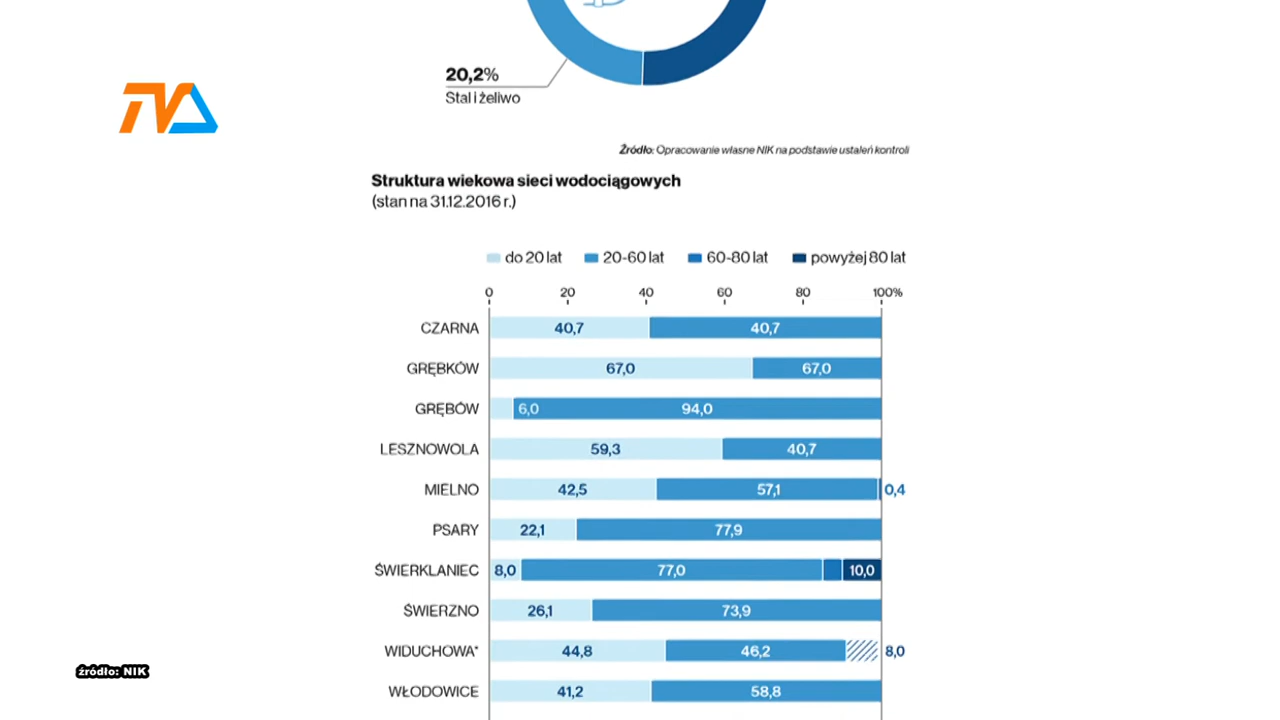 20,2%
Stal i żeliwo
TVA
Źródło: Opracowanie własne NIK na podstawie ustaleń kontroli
Struktura wiekowa sieci wodociągowych
(stan na 31.12.2016 r.)
do 20 lat 20-60 lat 60-80 lat powyżej 80 lat
0 20 40 60 80 100%
CZARNA 40,7 40,7
GRĘBKÓW 67,0 67,0
GRĘBÓW 6,0 94,0
LESZNOWOLA 59,3 40,7
MIELNO 42,5 57,1 0,4
PSARY 22,1 77,9
ŚWIERKLANIEC 8,0 77,0 10,0
ŚWIERZNO 26,1 73,9
WIDUCHOWA* 44,8 46,2 8,0
źródło: NIK
WŁODOWICE 41,2 58,8